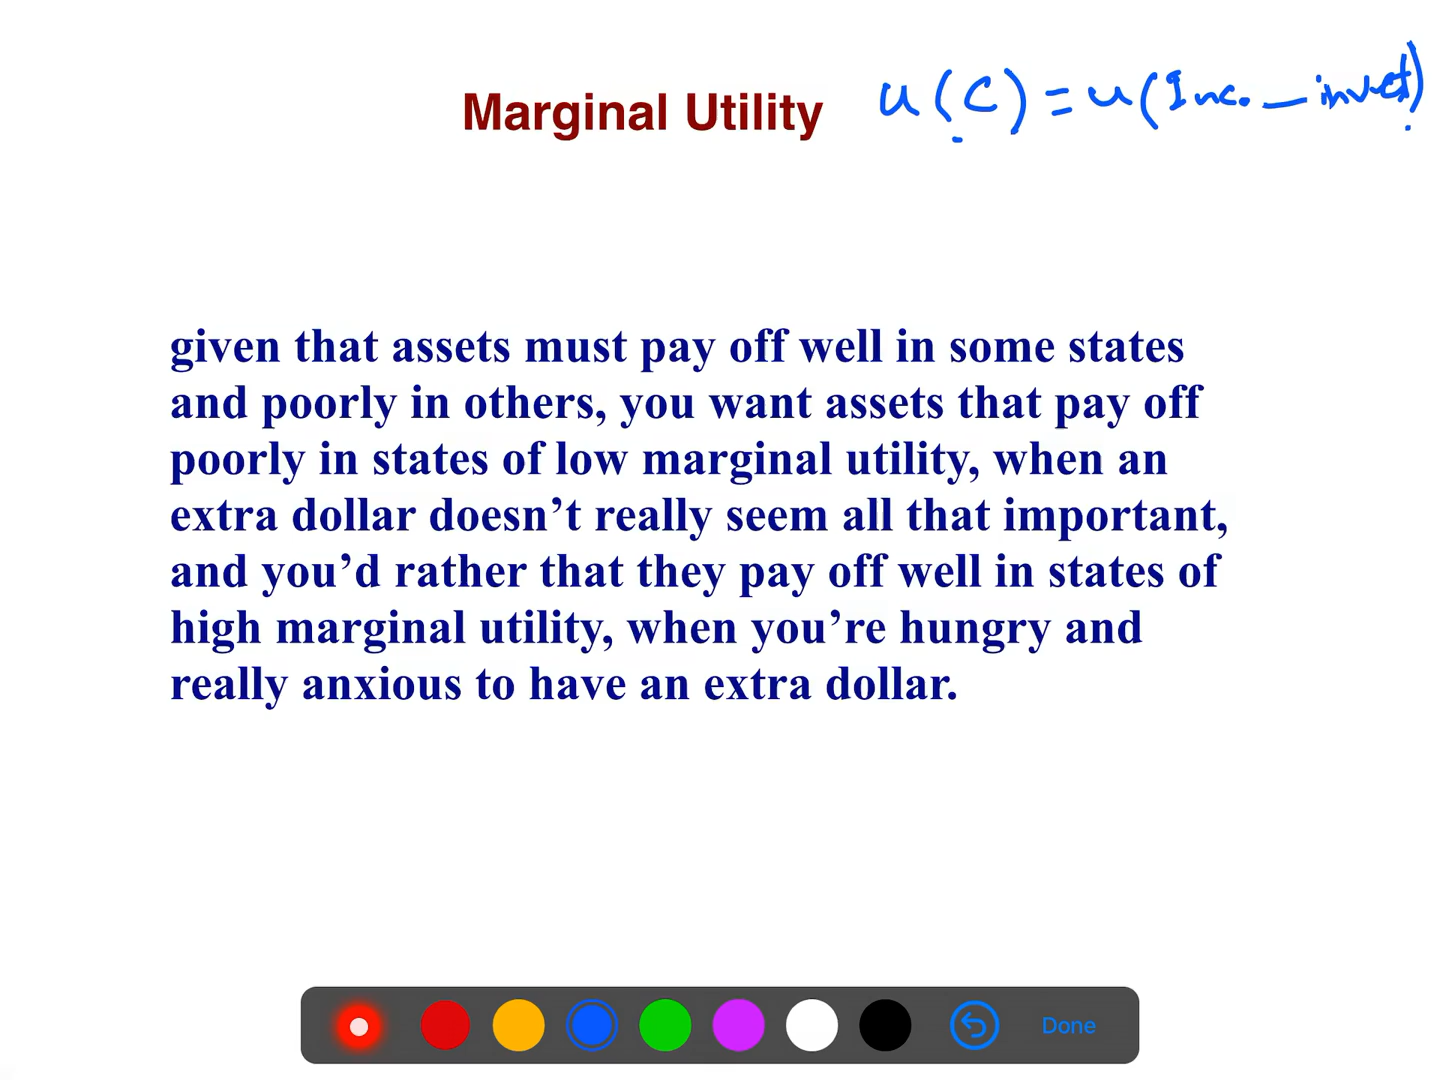 Marginal Utility u(C) = u(Inc. – invest)
given that assets must pay off well in some states
and poorly in others, you want assets that pay off
poorly in states of low marginal utility, when an
extra dollar doesn’t really seem all that important,
and you’d rather that they pay off well in states of
high marginal utility, when you’re hungry and
really anxious to have an extra dollar.
Done